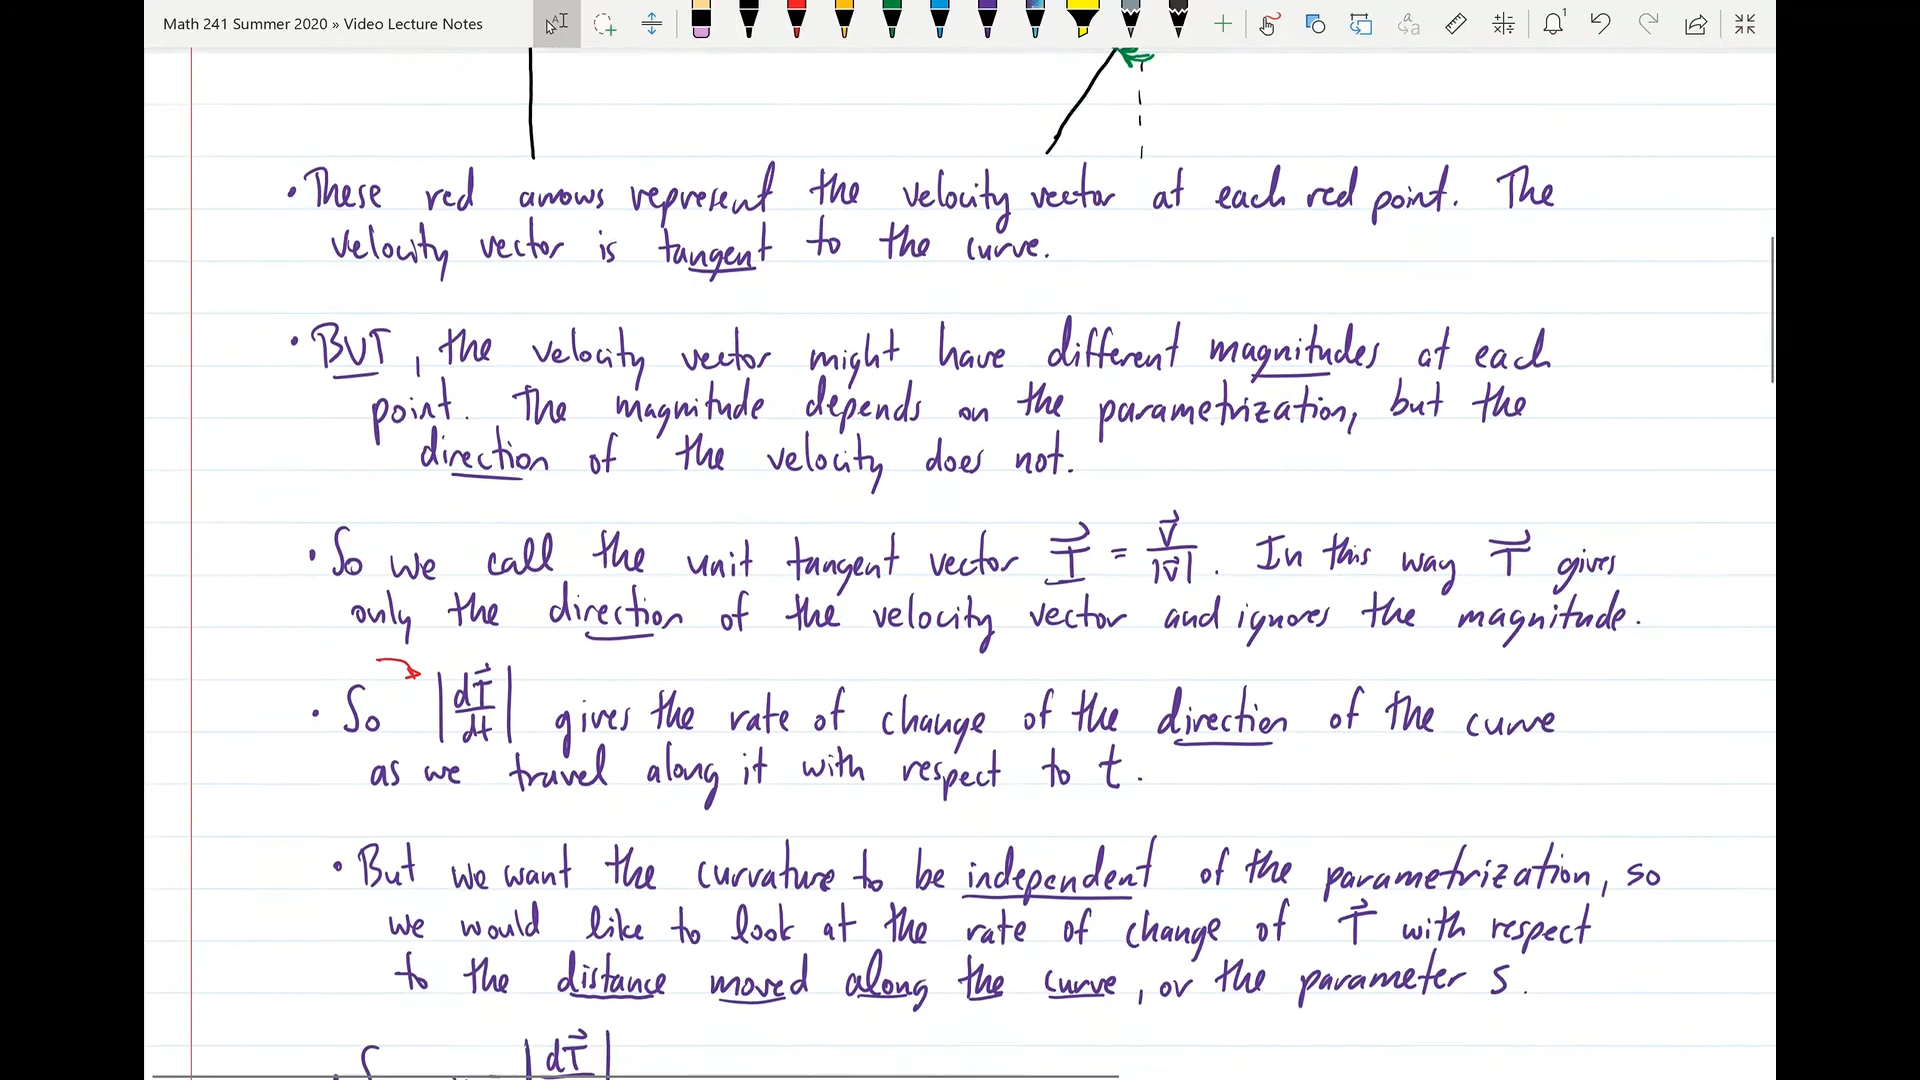 Math 241 Summer 2020 » Video Lecture Notes
• These red arrows represent the velocity vector at each red point. The
velocity vector is tangent to the curve.
• BUT, the velocity vector might have different magnitudes at each
point. The magnitude depends on the parametrization, but the
direction of the velocity does not.
• So we call the unit tangent vector T⃗ = v⃗/|v⃗|. In this way T⃗ gives
only the direction of the velocity vector and ignores the magnitude.
• So |dT⃗/dt| gives the rate of change of the direction of the curve
as we travel along it with respect to t.
• But we want the curvature to be independent of the parametrization, so
we would like to look at the rate of change of T⃗ with respect
to the distance moved along the curve, or the parameter s.
|dT⃗|